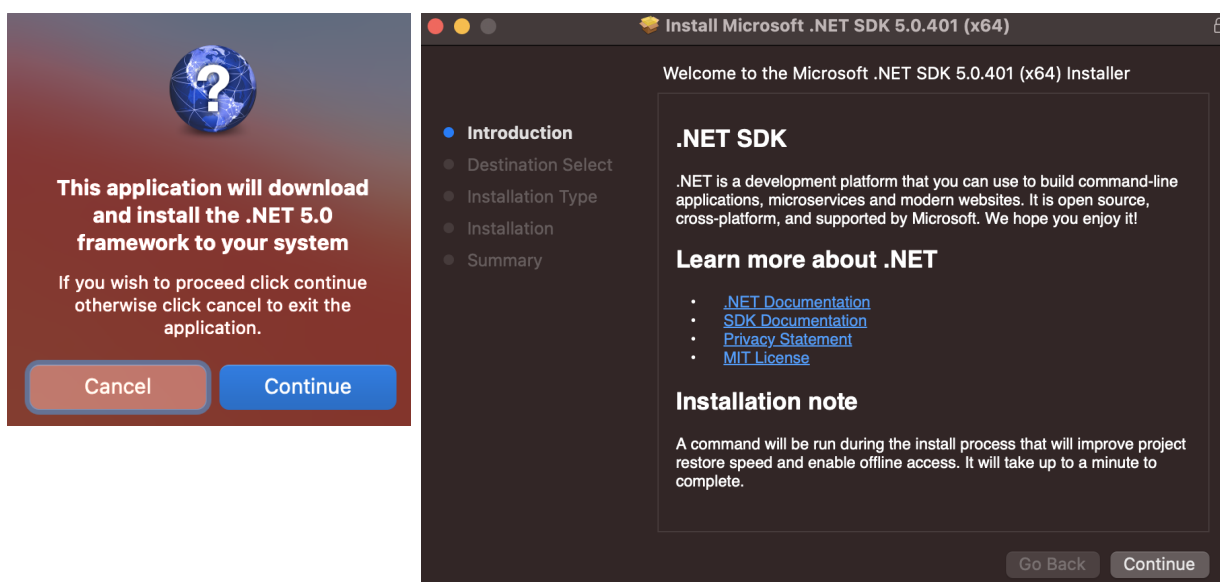 ?
This application will download
and install the .NET 5.0
framework to your system
If you wish to proceed click continue
otherwise click cancel to exit the
application.
Cancel
Continue
Install Microsoft .NET SDK 5.0.401 (x64)
Welcome to the Microsoft .NET SDK 5.0.401 (x64) Installer
Introduction
Destination Select
Installation Type
Installation
Summary
.NET SDK
.NET is a development platform that you can use to build command-line
applications, microservices and modern websites. It is open source,
cross-platform, and supported by Microsoft. We hope you enjoy it!
Learn more about .NET
• .NET Documentation
• SDK Documentation
• Privacy Statement
• MIT License
Installation note
A command will be run during the install process that will improve project
restore speed and enable offline access. It will take up to a minute to
complete.
Go Back
Continue